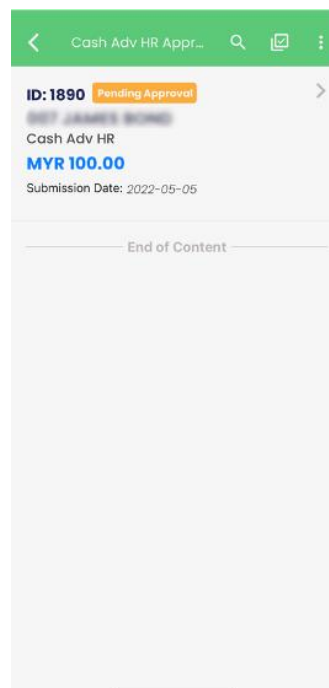 Cash Adv HR Appr...
ID: 1890 Pending Approval
Cash Adv HR
MYR 100.00
Submission Date: 2022-05-05
End of Content